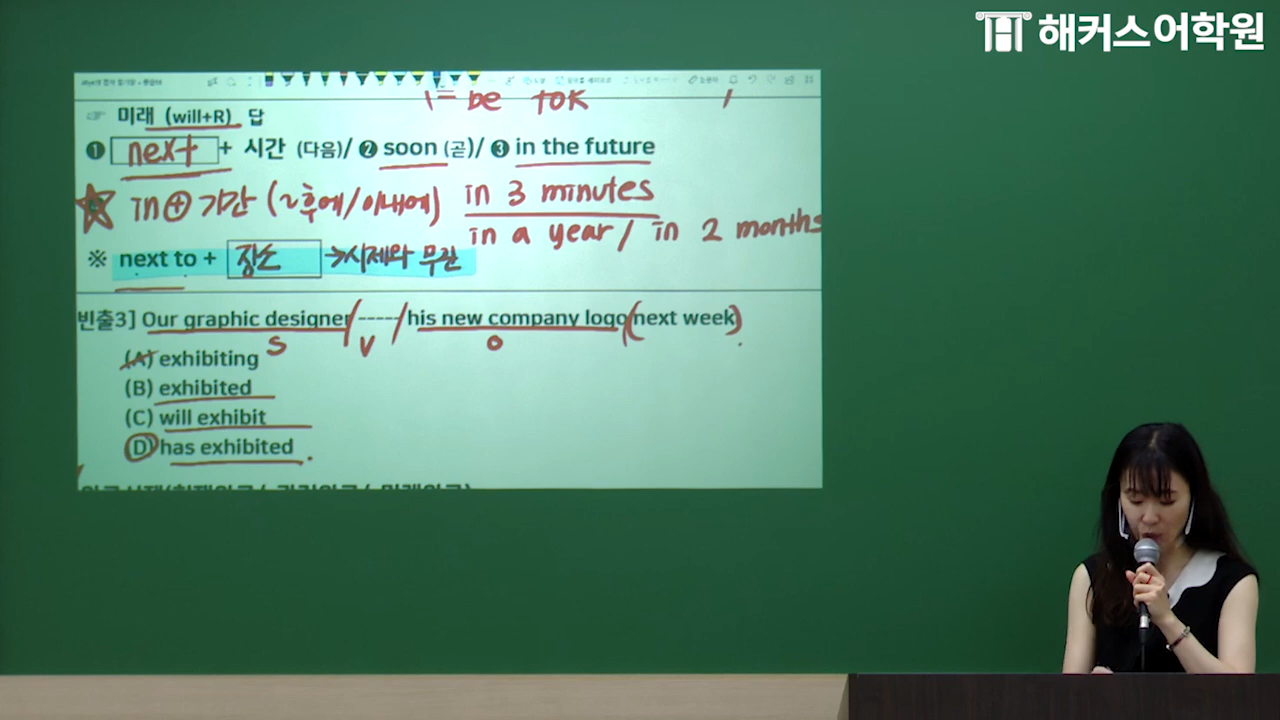 해커스어학원
1= be to R
☞ 미래 (will+R) 답
❶ next + 시간 (다음)/ ❷ soon (곧)/ ❸ in the future
in + 기간 (~후에/이내에) in 3 minutes
in a year / in 2 months
※ next to + 장소 → 시제와 무관
빈출3] Our graphic designer / ----- / his new company logo (next week).
S V O
(A) exhibiting
(B) exhibited
(C) will exhibit
(D) has exhibited